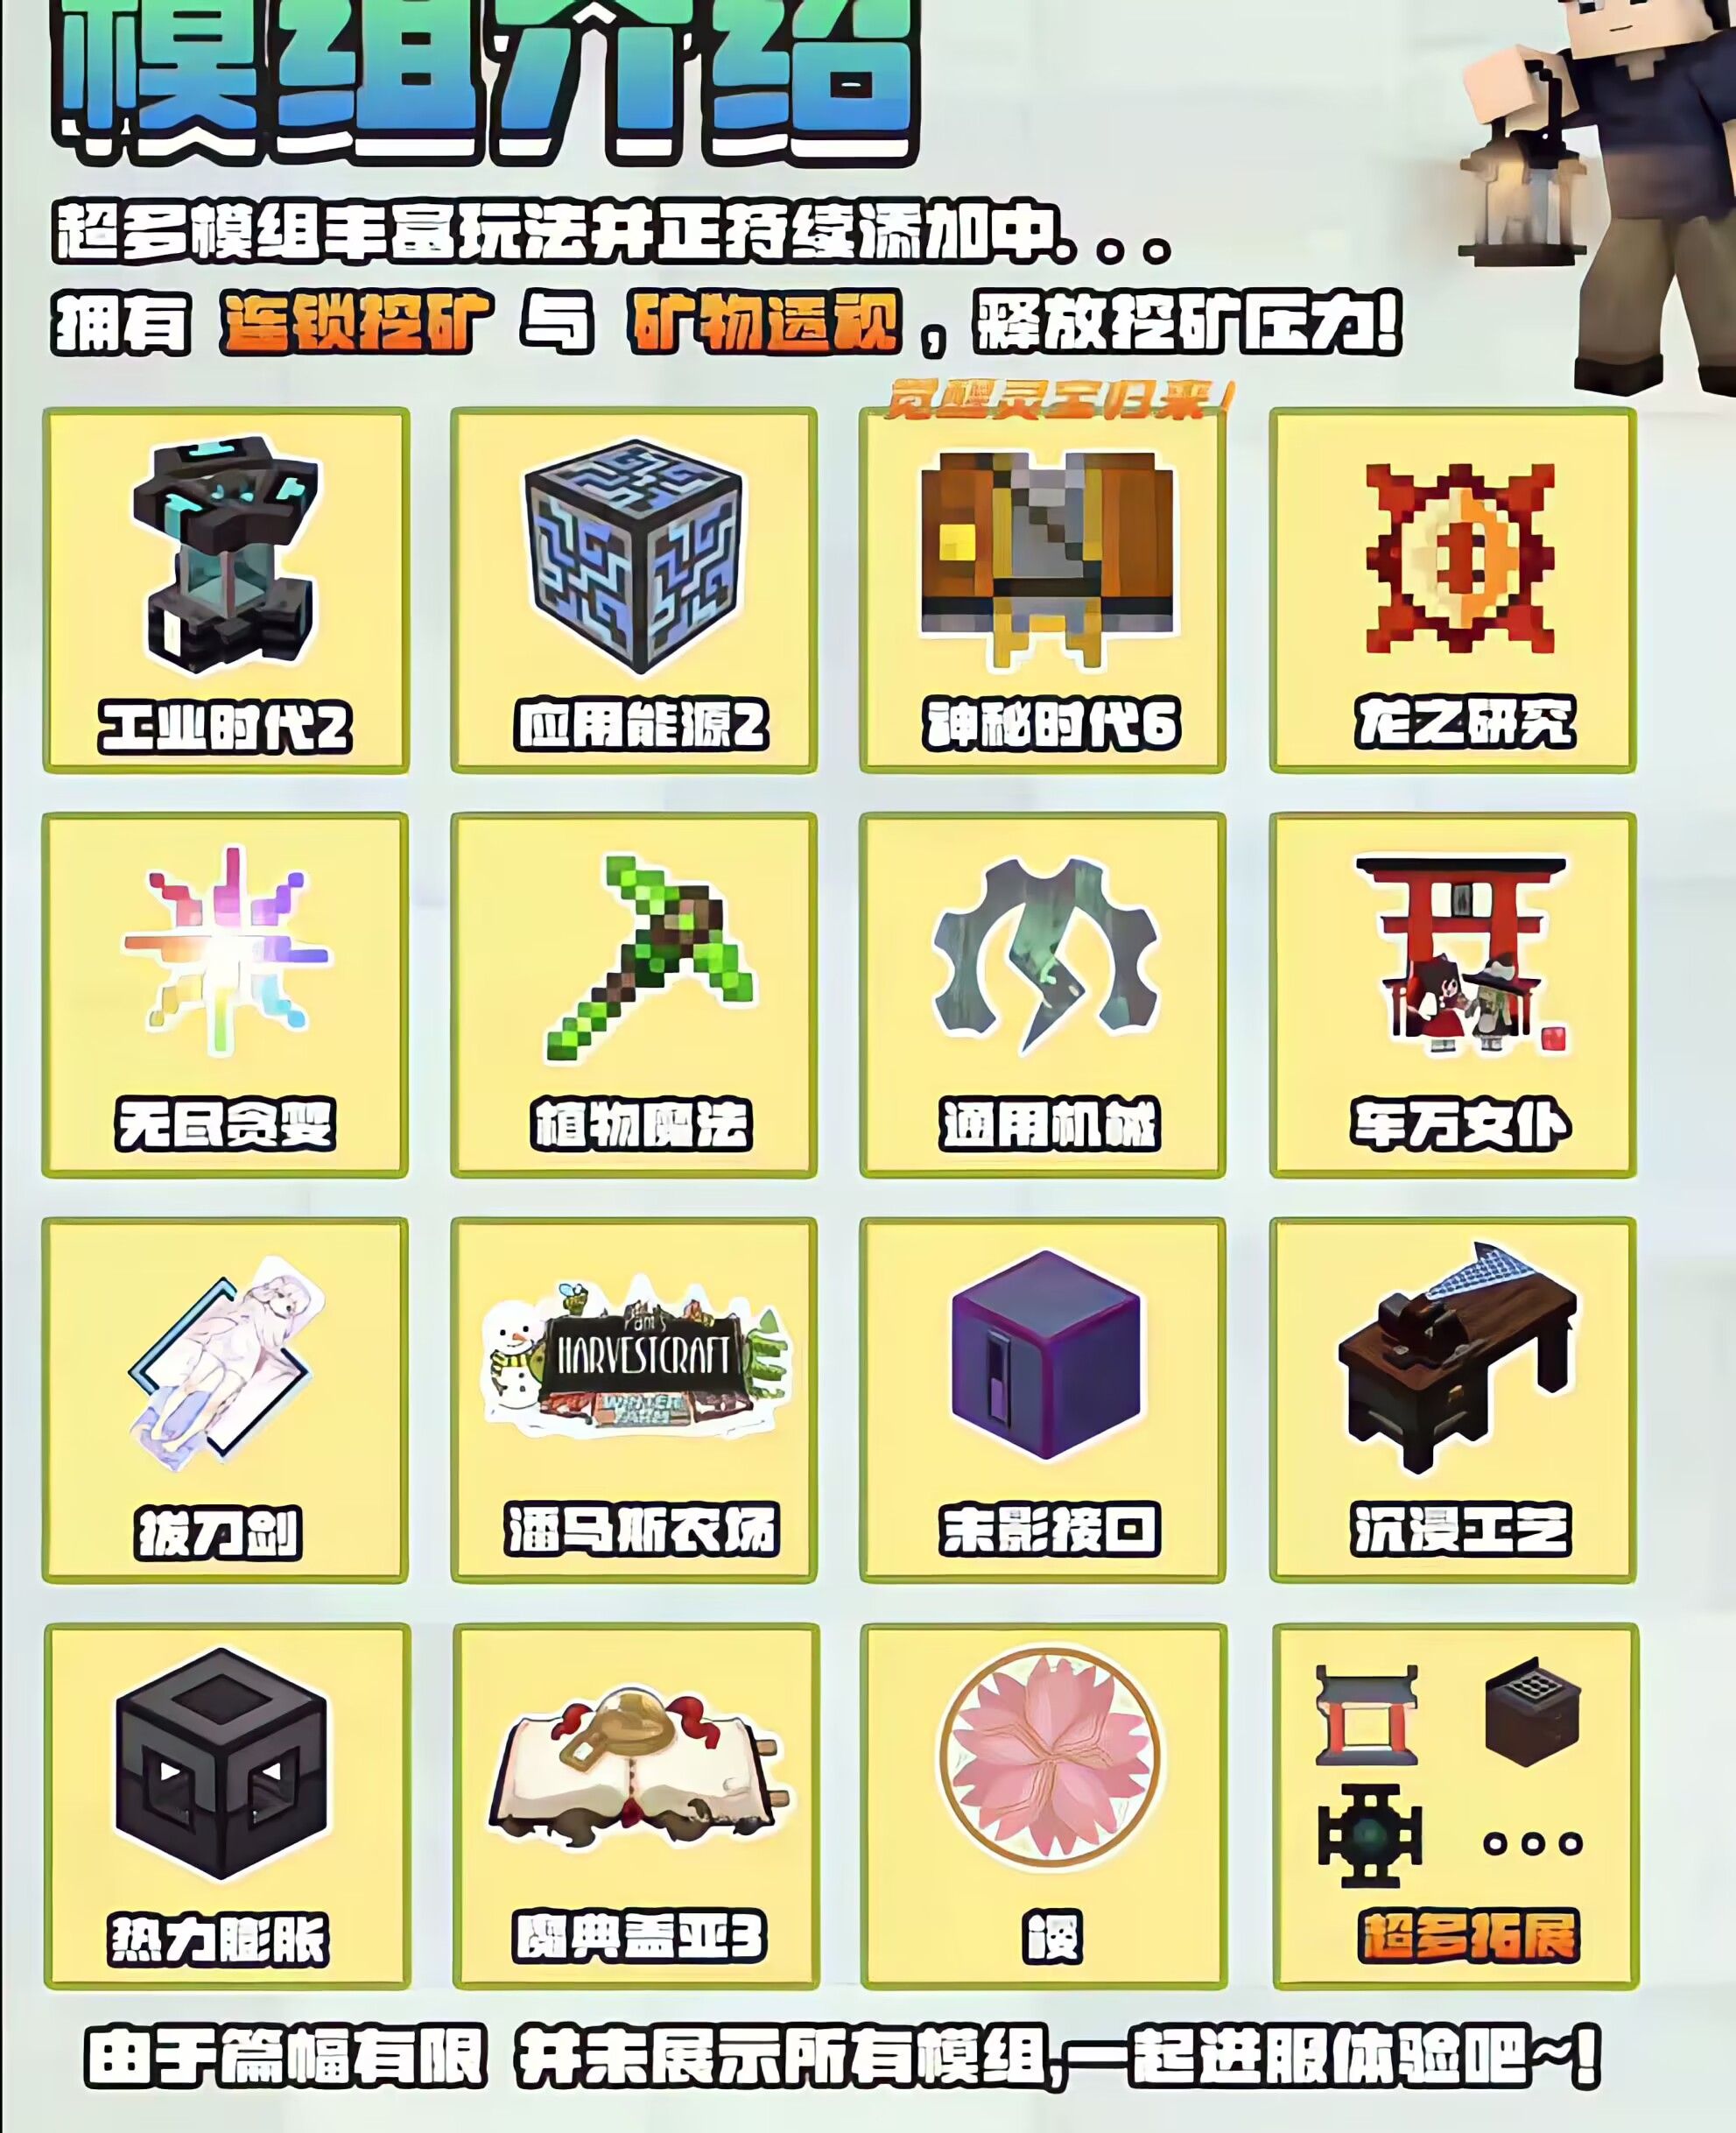 模组介绍
超多模组丰富玩法并正持续添加中...
拥有 连锁挖矿 与 矿物透视，释放挖矿压力!
觉醒灵宝归来!
工业时代2
应用能源2
神秘时代6
龙之研究
无尽贪婪
植物魔法
通用机械
车万女仆
拔刀剑
Pam's
HARVESTCRAFT
WINTER
FARM
潘马斯农场
末影接口
沉浸工艺
热力膨胀
魔典盖亚3
樱
超多拓展
由于篇幅有限 并未展示所有模组,一起进服体验吧~!